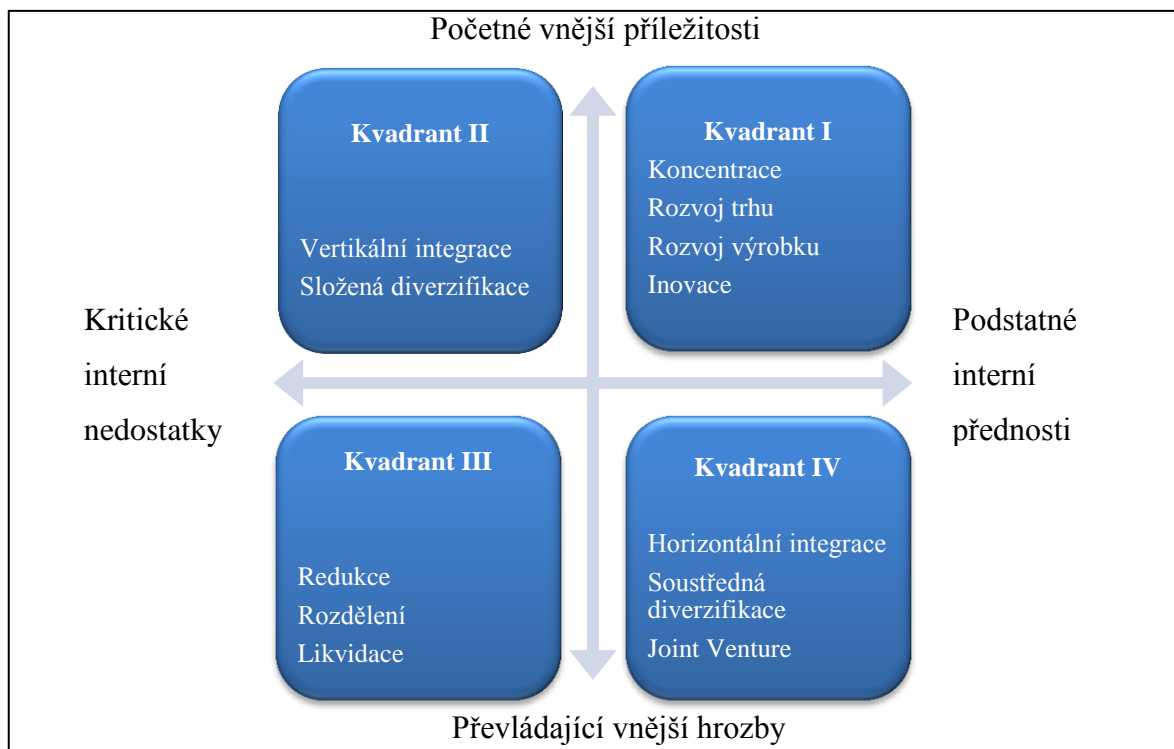 Početné vnější příležitosti
Kvadrant II
Vertikální integrace
Složená diverzifikace
Kvadrant I
Koncentrace
Rozvoj trhu
Rozvoj výrobku
Inovace
Kritické
interní
nedostatky
Podstatné
interní
přednosti
Kvadrant III
Redukce
Rozdělení
Likvidace
Kvadrant IV
Horizontální integrace
Soustředná
diverzifikace
Joint Venture
Převládající vnější hrozby